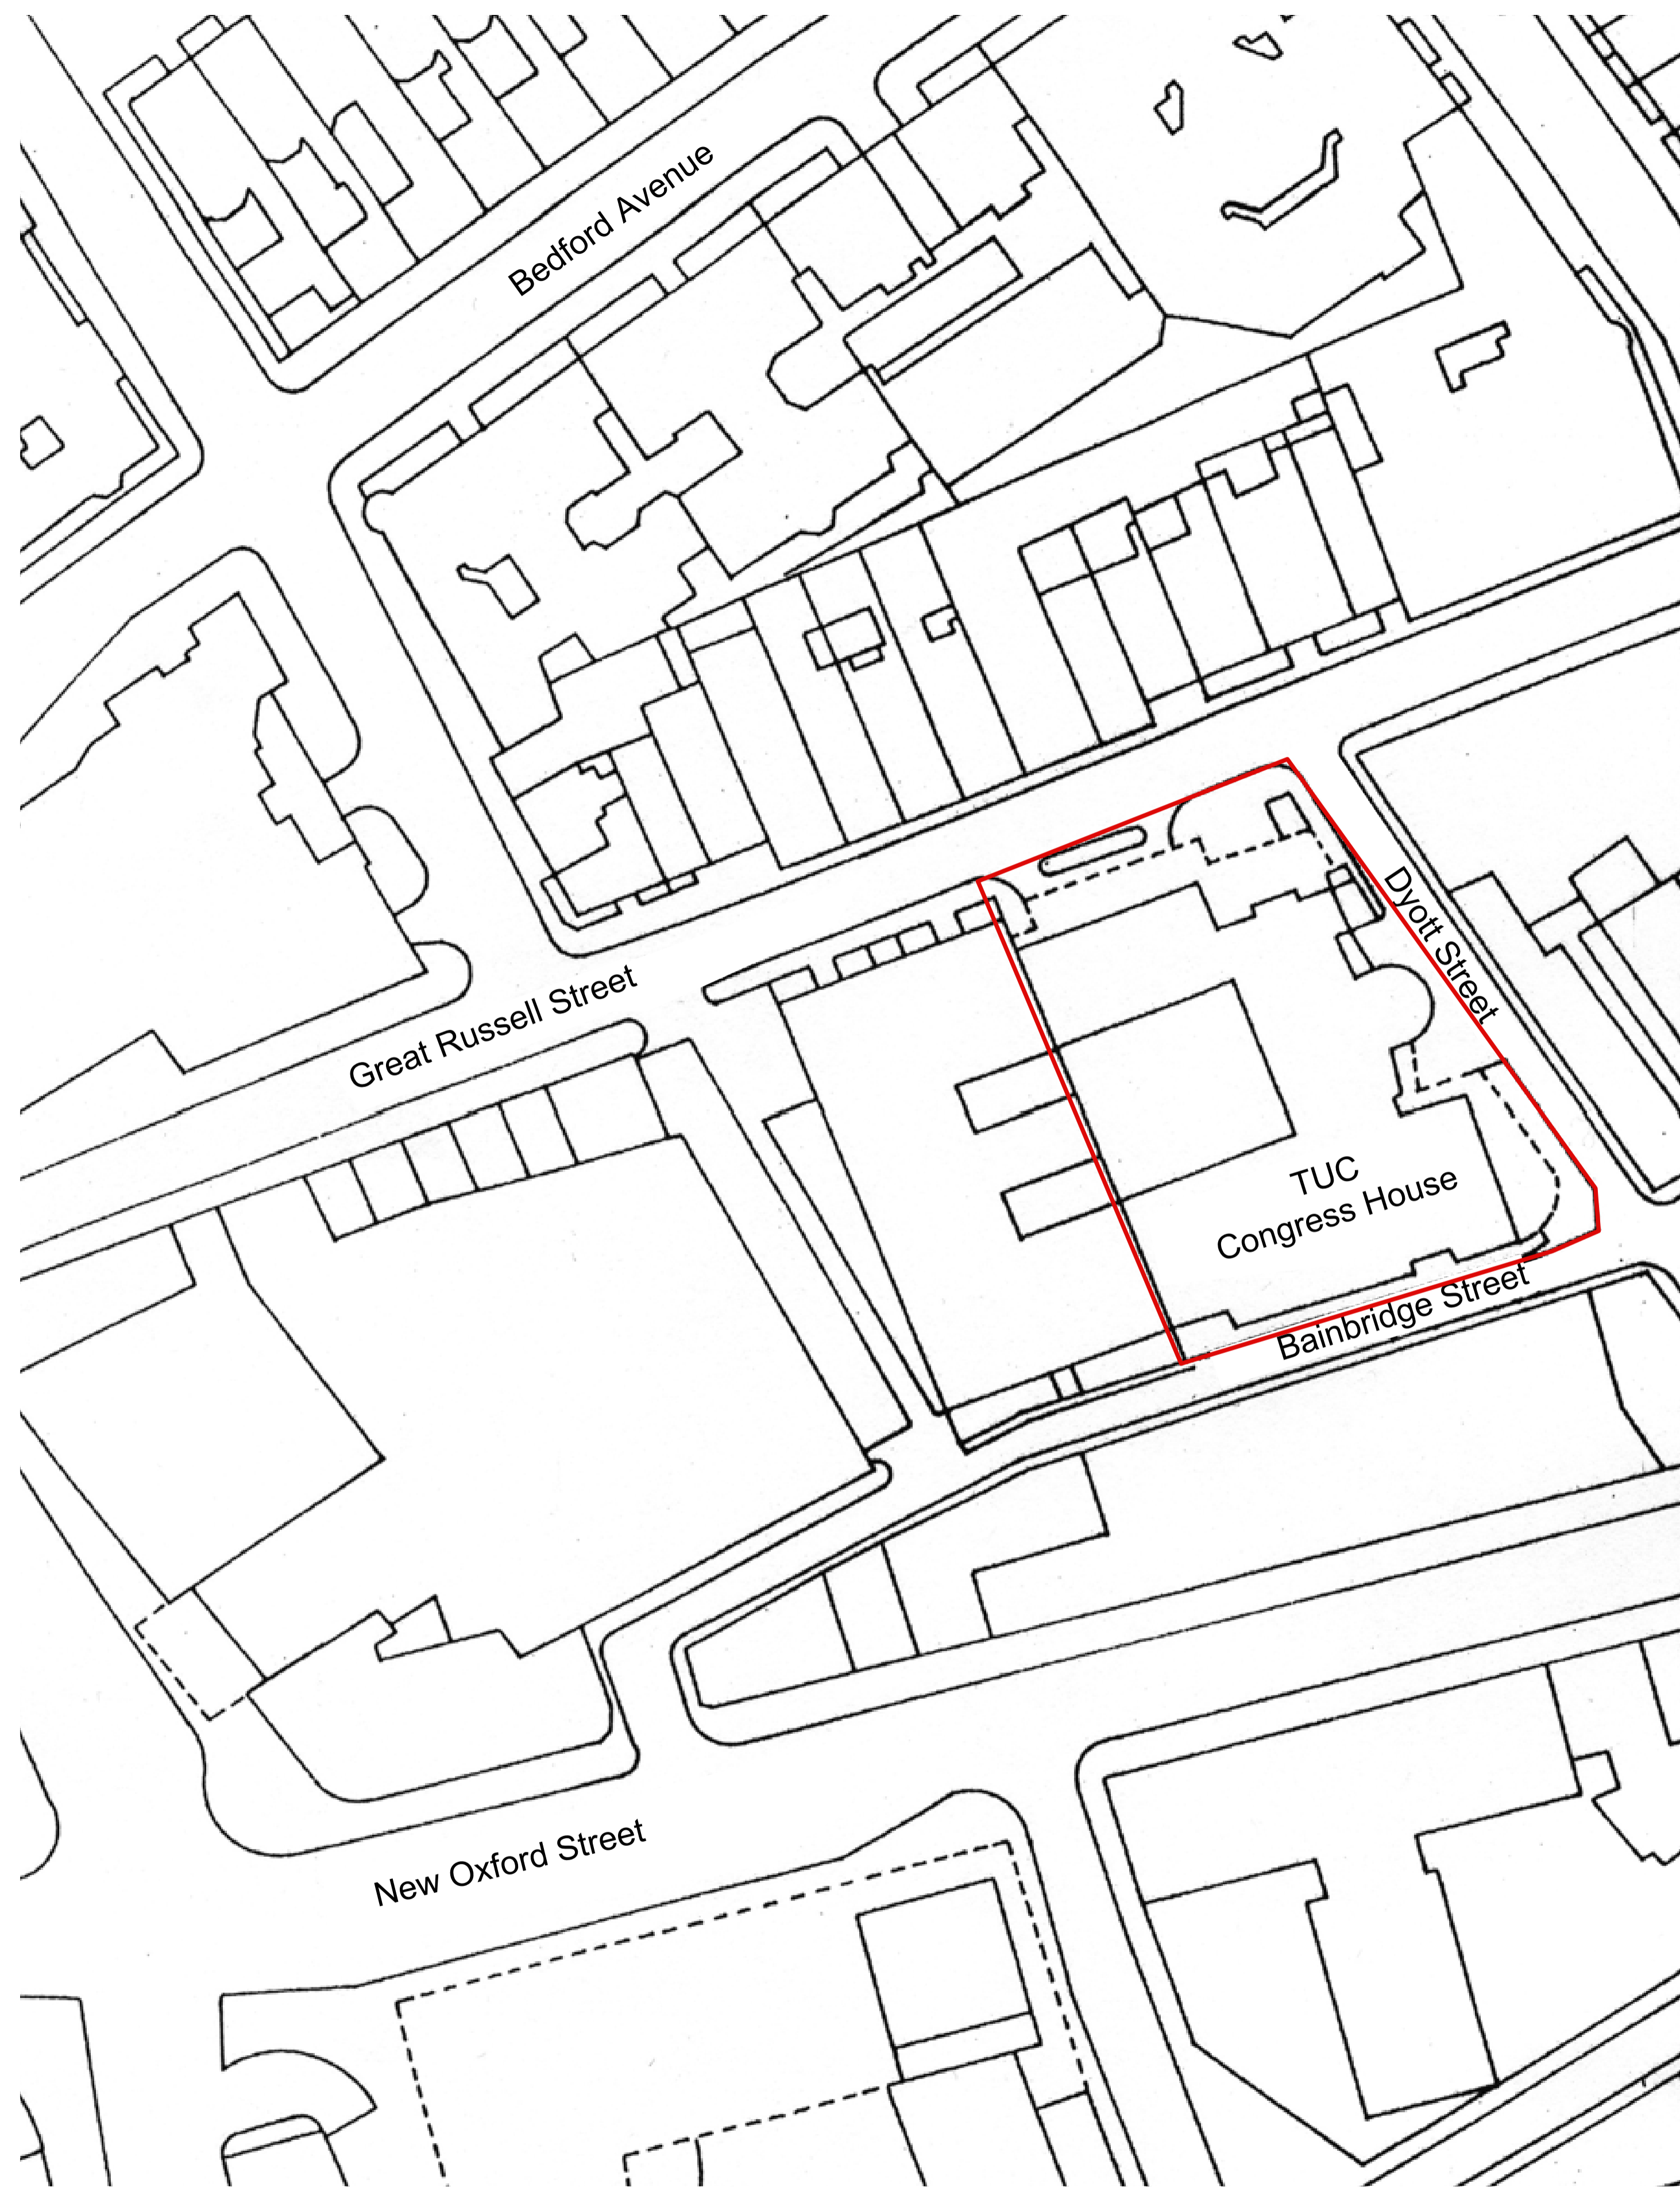 Bedford Avenue
Dyott Street
Great Russell Street
TUC
Congress House
Bainbridge Street
New Oxford Street